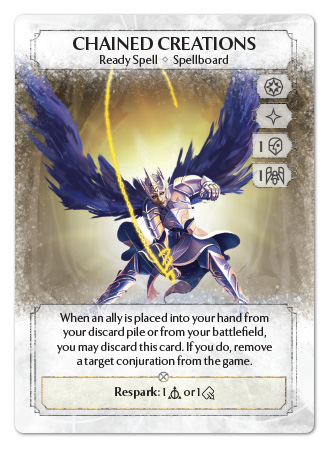 CHAINED CREATIONS
Ready Spell ◇ Spellboard
1
1
When an ally is placed into your hand from
your discard pile or from your battlefield,
you may discard this card. If you do, remove
a target conjuration from the game.
Respark: 1 or 1